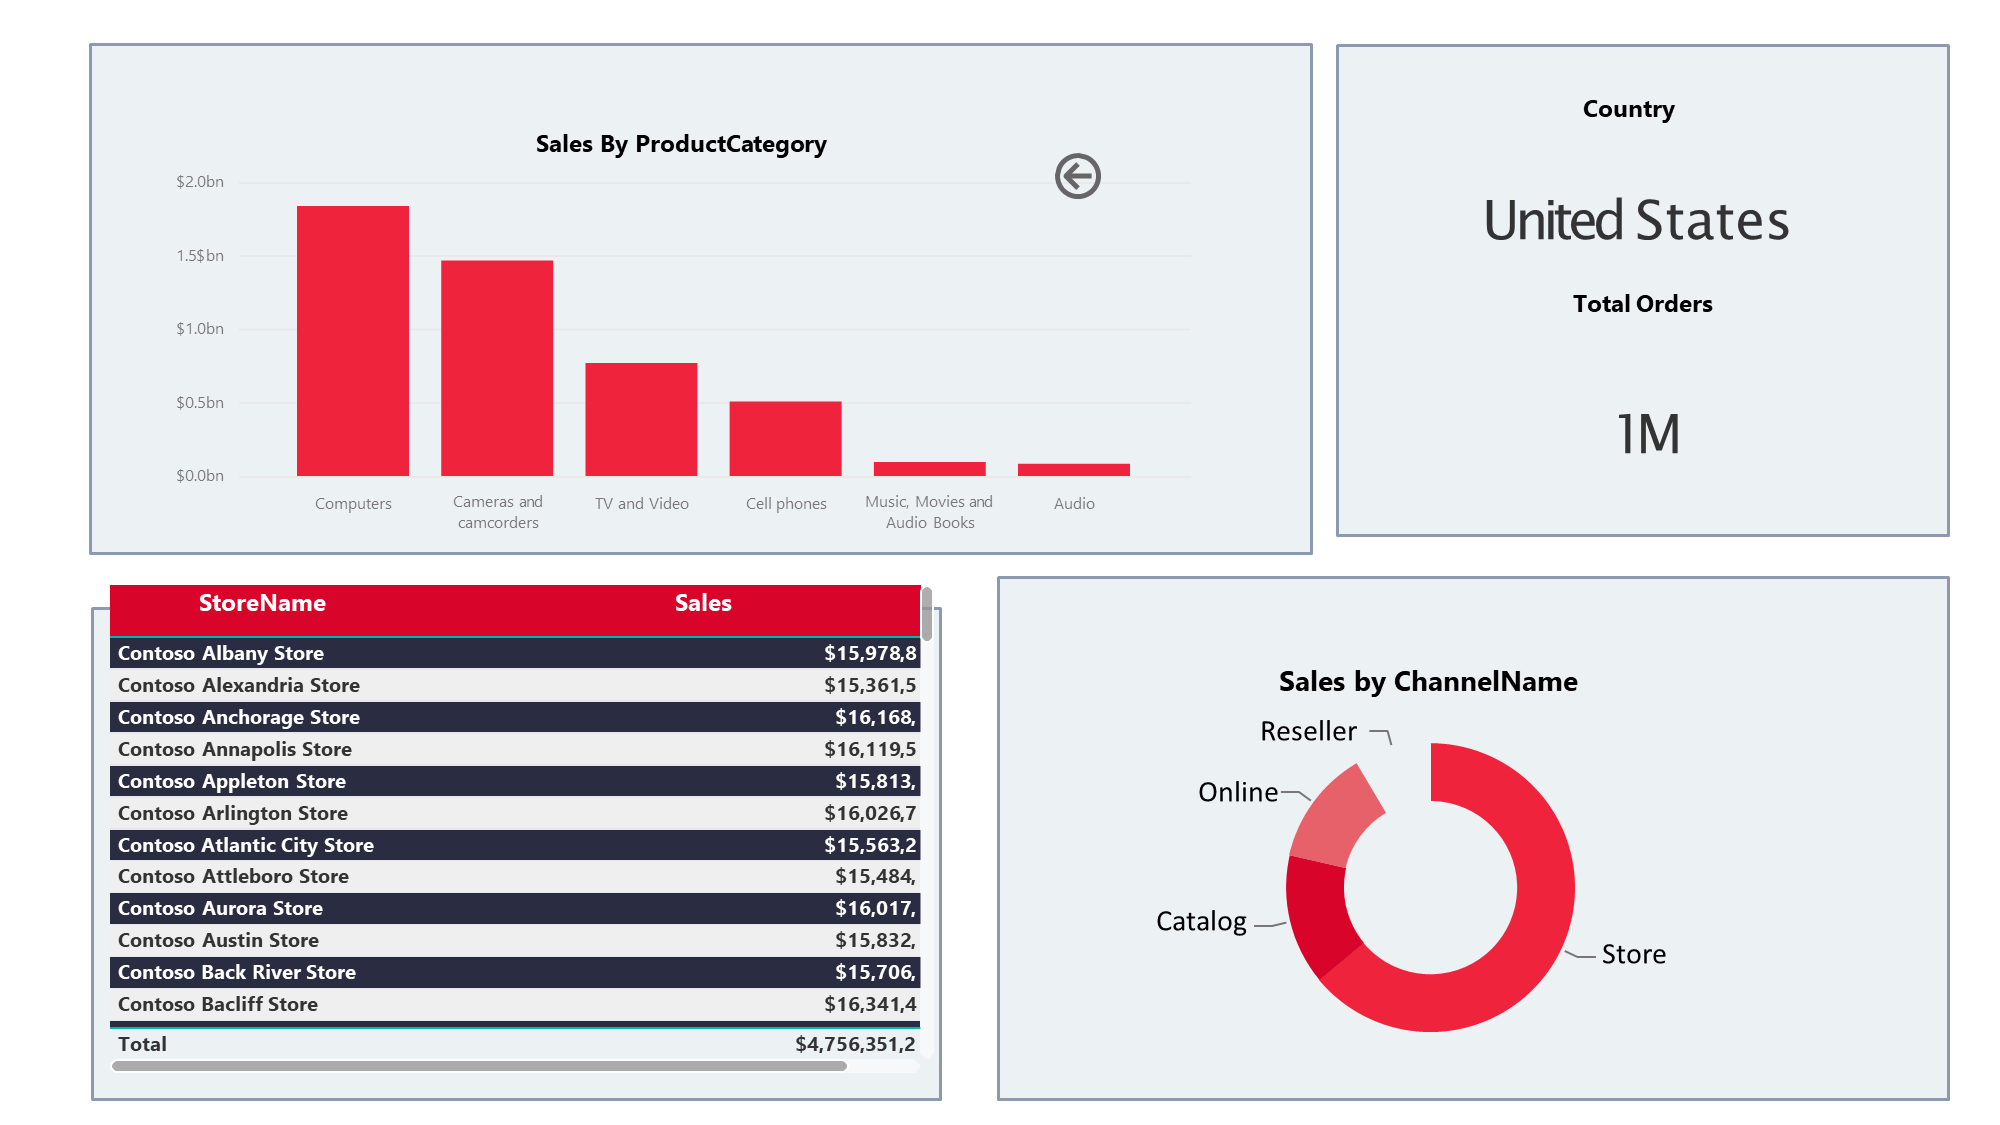 Sales By ProductCategory
$2.0bn
1.5$bn
$1.0bn
$0.5bn
$0.0bn
Computers
Cameras and
camcorders
TV and Video
Cell phones
Music, Movies and
Audio Books
Audio
Country
United States
Total Orders
1M
StoreName Sales
Contoso Albany Store $15,978,8
Contoso Alexandria Store $15,361,5
Contoso Anchorage Store $16,168,
Contoso Annapolis Store $16,119,5
Contoso Appleton Store $15,813,
Contoso Arlington Store $16,026,7
Contoso Atlantic City Store $15,563,2
Contoso Attleboro Store $15,484,
Contoso Aurora Store $16,017,
Contoso Austin Store $15,832,
Contoso Back River Store $15,706,
Contoso Bacliff Store $16,341,4
Total $4,756,351,2
Sales by ChannelName
Reseller
Online
Catalog
Store